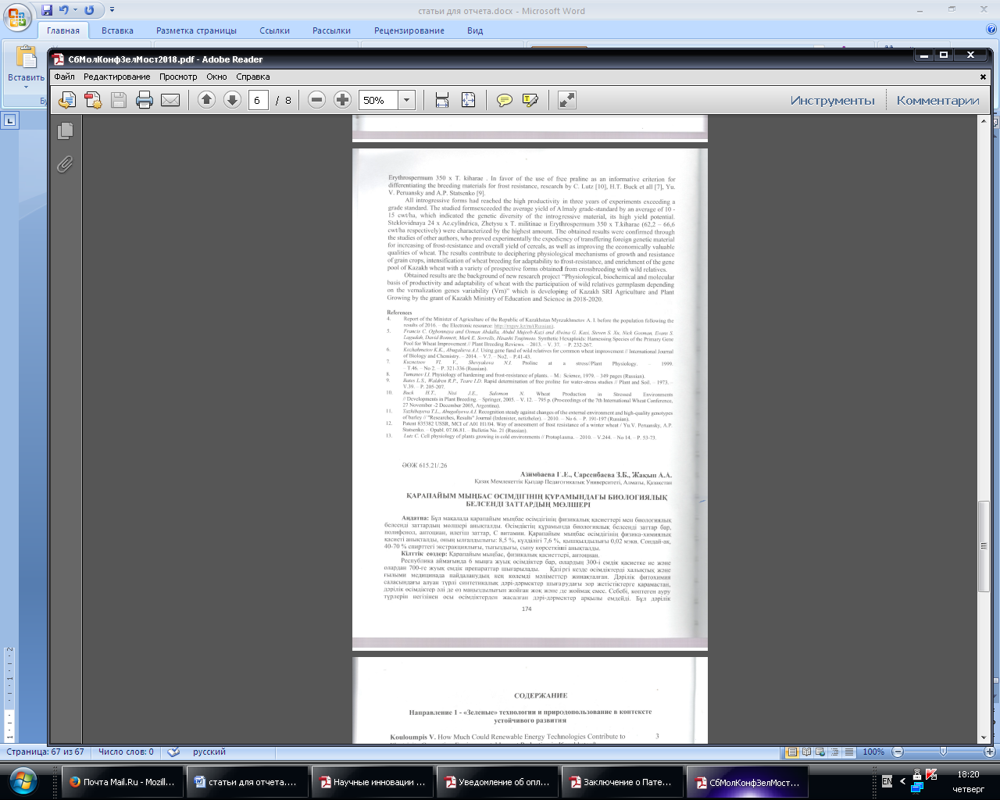 статьи для отчета.docx - Microsoft Word
Главная Вставка Разметка страницы Ссылки Рассылки Рецензирование Вид
Вставить
СбМолКонфЗелМост2018.pdf - Adobe Reader
Файл Редактирование Просмотр Окно Справка
6 / 8 50% Инструменты Комментарии
Erythrospermum 350 x T. kiharae . In favor of the use of free praline as an informative criterion for
differentiating the breeding materials for frost resistance, research by C. Lutz [10], H.T. Buck et all [7], Yu.
V. Peruansky and A.P. Statsenko [9].
All introgressive forms had reached the high productivity in three years of experiments exceeding a
grade standard. The studied formsexceeded the average yield of Almaly grade-standard by an average of 10 -
15 cwt/ha, which indicated the genetic diversity of the introgressive material, its high yield potential.
Steklovidnaya 24 x Ae.cylindrica, Zhetysu x T. militinae и Erythrospermum 350 x T.kiharae (62,2 – 66,6
cwt/ha respectively) were characterized by the highest amount. The obtained results were confirmed through
the studies of other authors, who proved experimentally the expediency of transffering foreign genetic material
for increasing of frost-resistance and overall yield of cereals, as well as improving the economically valuable
qualities of wheat. The results contribute to deciphering physiological mechanisms of growth and resistance
of grain crops, intensification of wheat breeding for adaptability to frost-resistance, and enrichment of the gene
pool of Kazakh wheat with a variety of prospective forms obtained from crossbreeding with wild relatives.
Obtained results are the background of new research project “Physiological, biochemical and molecular
basis of productivity and adaptability of wheat with the participation of wild relatives germplasm depending
on the vernalization genes variability (Vrn)” which is developing of Kazakh SRI Agriculture and Plant
Growing by the grant of Kazakh Ministry of Education and Science in 2018-2020.
References
4. Report of the Minister of Agriculture of the Republic of Kazakhstan Myrzakhmetov A. I. before the population following the
results of 2016. – the Electronic resource: http://mgov.kz/ru/(Russian).
5. Francis C. Ogbonnaya and Osman Abdalla, Abdul Mujeeb-Kazi and Alvina G. Kazi, Steven S. Xu, Nick Gosman, Evans S.
Lagudah, David Bonnett, Mark E. Sorrells, Hisashi Tsujimoto. Synthetic Hexaploids: Harnessing Species of the Primary Gene
Pool for Wheat Improvement // Plant Breeding Reviews. – 2013. – V. 37. – P. 232-267.
6. Kozhahmetov K.K., Abugalieva A.I. Using gene fund of wild relatives for common wheat improvement // International Journal
of Biology and Chemistry. – 2014. – V.7. – No2. – P.41-43.
7. Kuznetsov Vl. V., Shevyakova N.I. Proline at a stress//Plant Physiology. – 1999.
– T.46. – No 2. – P. 321-336 (Russian).
8. Tumanov I.I. Physiology of hardening and frost-resistance of plants. – M.: Science, 1979. – 349 pages (Russian).
9. Bates L.S., Waldren R.P., Teare I.D. Rapid determination of free proline for water-stress studies // Plant and Soil. – 1973. –
V.39. – P. 205-207.
10. Buck H.T., Nisi J.E., Salomon N. Wheat Production in Stressed Environments
// Developments in Plant Breeding. – Springer, 2005. – V. 12. – 795 p. (Proceedings of the 7th International Wheat Conference,
27 November -2 December 2005, Argentina).
11. Tazhibayeva T.L., Abugalieva A.I. Recognition steady against changes of the external environment and high-quality genotypes
of barley // "Researches, Results" Journal (Izdenister, netizheler). – 2010. – No 6. – P. 191-197 (Russian).
12. Patent 835382 USSR, MCI of A01 H1/04. Way of assessment of frost resistance of a winter wheat / Yu.V. Peruansky, A.P.
Statsenko. – Opubl. 07.06.81. – Bulletin No. 21 (Russian).
13. Lutz C. Cell physiology of plants growing in cold environments // Protoplasma. – 2010. – V.244. – No 14. – P. 53-73.
ӘӨЖ 615.21/.26
Азимбаева Г.Е., Сарсенбаева З.Б., Жақып А.А.
Қазақ Мемлекеттік Қыздар Педагогикалық Университеті, Алматы, Қазақстан
ҚАРАПАЙЫМ МЫҢБАС ӨСІМДІГІНІҢ ҚҰРАМЫНДАҒЫ БИОЛОГИЯЛЫҚ
БЕЛСЕНДІ ЗАТТАРДЫҢ МӨЛШЕРІ
Аңдатпа: Бұл мақалада қарапайым мыңбас өсімдігінің физикалық қасиеттері мен биологиялық
белсенді заттардың мөлшері анықталды. Өсімдіктің құрамында биологиялық белсенді заттар бар,
полифенол, антоциан, илегіш заттар, С витамин. Қарапайым мыңбас өсімдігінің физика-химиялық
қасиеті анықталды, оның ылғалдылығы: 8,5 %, күлділігі 7,6 %, қышқылдылығы 0,02 мэкв. Сондай-ақ,
40-70 % спирттегі экстракциялығы, тығыздығы, сыну көрсеткіші анықталды.
Кілттік сөздер: Қарапайым мыңбас, физикалық қасиеттері, антоциан.
Республика аймағында 6 мыңға жуық өсімдіктер бар, олардың 300-і емдік қасиетке ие және
олардан 700-ге жуық емдік препараттар шығарылады. Қазіргі кезде өсімдіктерді халықтық және
ғылыми медицинада пайдаланудың кең көлемді мәліметтер жинақталған. Дәрілік фитохимия
саласындағы алуан түрлі синтетикалық дәрі-дәрмектер шығарудағы зор жетістіктерге қарамастан,
дәрілік өсімдіктер әлі де өз маңыздылығын жойған жоқ және де жоймақ емес. Себебі, көптеген ауру
түрлерін негізінен осы өсімдіктерден жасалған дәрі-дәрмектер арқылы емдейді. Бұл дәрілік
174
СОДЕРЖАНИЕ
Направление 1 - «Зеленые» технологии и природопользование в контексте
устойчивого развития
Kouloumpis V. How Much Could Renewable Energy Technologies Contribute to 3
Страница: 67 из 67 Число слов: 0 русский 100%
Почта Mail.Ru - Mozill... статьи для отчета.... Научные инновации ... Уведомление об опл... Заключение о Пате... СбМолКонфЗелМост... EN 18:20
четверг